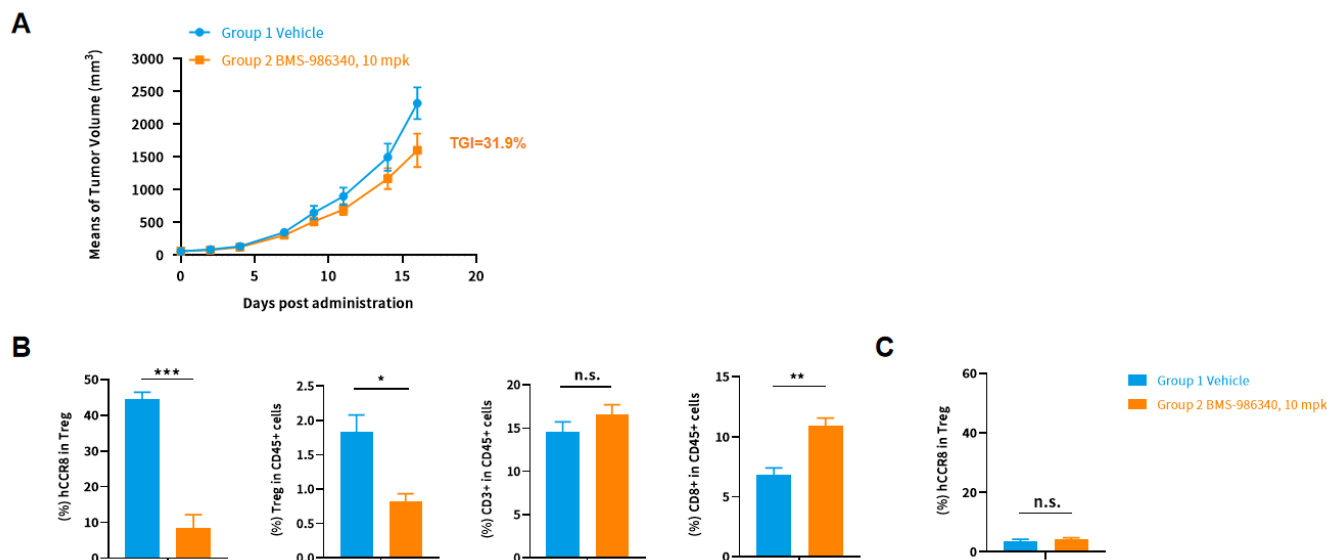 A
Group 1 Vehicle
Group 2 BMS-986340, 10 mpk
Means of Tumor Volume (mm³)
3000
2500
2000
1500
1000
500
0
0 5 10 15 20
Days post administration
TGI=31.9%
B
(%) hCCR8 in Treg
50
40
30
20
10
0
***
(%) Treg in CD45+ cells
2.5
2.0
1.5
1.0
0.5
0.0
*
(%) CD3+ in CD45+ cells
20
15
10
5
0
n.s.
(%) CD8+ in CD45+ cells
15
10
5
0
**
C
(%) hCCR8 in Treg
60
40
20
0
n.s.
Group 1 Vehicle
Group 2 BMS-986340, 10 mpk